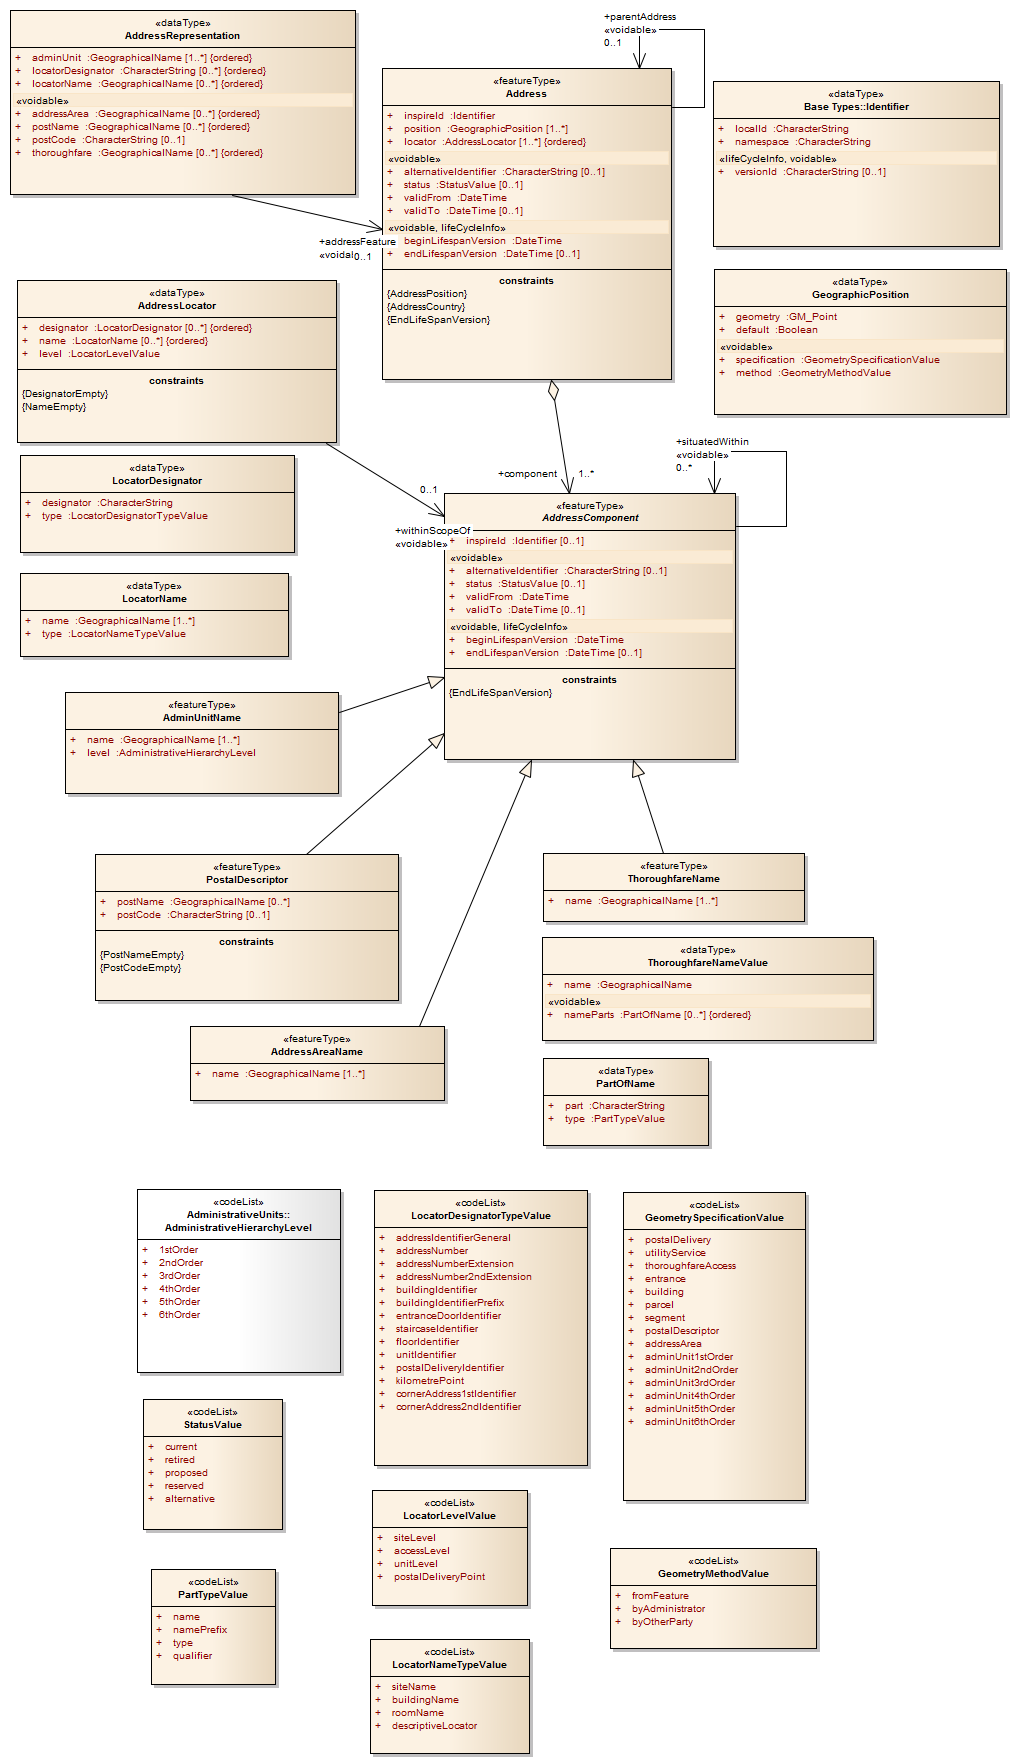 «dataType»
AddressRepresentation
+ adminUnit :GeographicalName [1..*] {ordered}
+ locatorDesignator :CharacterString [0..*] {ordered}
+ locatorName :GeographicalName [0..*] {ordered}
«voidable»
+ addressArea :GeographicalName [0..*] {ordered}
+ postName :GeographicalName [0..*] {ordered}
+ postCode :CharacterString [0..1]
+ thoroughfare :GeographicalName [0..*] {ordered}
+parentAddress
«voidable»
0..1
«featureType»
Address
+ inspireId :Identifier
+ position :GeographicPosition [1..*]
+ locator :AddressLocator [1..*] {ordered}
«voidable»
+ alternativeIdentifier :CharacterString [0..1]
+ status :StatusValue [0..1]
+ validFrom :DateTime
+ validTo :DateTime [0..1]
«voidable, lifeCycleInfo»
+ beginLifespanVersion :DateTime
+ endLifespanVersion :DateTime [0..1]
constraints
{AddressPosition}
{AddressCountry}
{EndLifeSpanVersion}
+addressFeature
«voidal
0..1
«dataType»
Base Types::Identifier
+ localId :CharacterString
+ namespace :CharacterString
«lifeCycleInfo, voidable»
+ versionId :CharacterString [0..1]
«dataType»
GeographicPosition
+ geometry :GM_Point
+ default :Boolean
«voidable»
+ specification :GeometrySpecificationValue
+ method :GeometryMethodValue
«dataType»
AddressLocator
+ designator :LocatorDesignator [0..*] {ordered}
+ name :LocatorName [0..*] {ordered}
+ level :LocatorLevelValue
constraints
{DesignatorEmpty}
{NameEmpty}
+situatedWithin
«voidable»
0..*
+component 1..*
0..1
+withinScopeOf
«voidable»
«dataType»
LocatorDesignator
+ designator :CharacterString
+ type :LocatorDesignatorTypeValue
«featureType»
AddressComponent
+ inspireId :Identifier [0..1]
«voidable»
+ alternativeIdentifier :CharacterString [0..1]
+ status :StatusValue [0..1]
+ validFrom :DateTime
+ validTo :DateTime [0..1]
«voidable, lifeCycleInfo»
+ beginLifespanVersion :DateTime
+ endLifespanVersion :DateTime [0..1]
constraints
{EndLifeSpanVersion}
«dataType»
LocatorName
+ name :GeographicalName [1..*]
+ type :LocatorNameTypeValue
«featureType»
AdminUnitName
+ name :GeographicalName [1..*]
+ level :AdministrativeHierarchyLevel
«featureType»
PostalDescriptor
+ postName :GeographicalName [0..*]
+ postCode :CharacterString [0..1]
constraints
{PostNameEmpty}
{PostCodeEmpty}
«featureType»
ThoroughfareName
+ name :GeographicalName [1..*]
«dataType»
ThoroughfareNameValue
+ name :GeographicalName
«voidable»
+ nameParts :PartOfName [0..*] {ordered}
«featureType»
AddressAreaName
+ name :GeographicalName [1..*]
«dataType»
PartOfName
+ part :CharacterString
+ type :PartTypeValue
«codeList»
AdministrativeUnits::
AdministrativeHierarchyLevel
+ 1stOrder
+ 2ndOrder
+ 3rdOrder
+ 4thOrder
+ 5thOrder
+ 6thOrder
«codeList»
LocatorDesignatorTypeValue
+ addressIdentifierGeneral
+ addressNumber
+ addressNumberExtension
+ addressNumber2ndExtension
+ buildingIdentifier
+ buildingIdentifierPrefix
+ entranceDoorIdentifier
+ staircaseIdentifier
+ floorIdentifier
+ unitIdentifier
+ postalDeliveryIdentifier
+ kilometrePoint
+ cornerAddress1stIdentifier
+ cornerAddress2ndIdentifier
«codeList»
GeometrySpecificationValue
+ postalDelivery
+ utilityService
+ thoroughfareAccess
+ entrance
+ building
+ parcel
+ segment
+ postalDescriptor
+ addressArea
+ adminUnit1stOrder
+ adminUnit2ndOrder
+ adminUnit3rdOrder
+ adminUnit4thOrder
+ adminUnit5thOrder
+ adminUnit6thOrder
«codeList»
StatusValue
+ current
+ retired
+ proposed
+ reserved
+ alternative
«codeList»
LocatorLevelValue
+ siteLevel
+ accessLevel
+ unitLevel
+ postalDeliveryPoint
«codeList»
GeometryMethodValue
+ fromFeature
+ byAdministrator
+ byOtherParty
«codeList»
PartTypeValue
+ name
+ namePrefix
+ type
+ qualifier
«codeList»
LocatorNameTypeValue
+ siteName
+ buildingName
+ roomName
+ descriptiveLocator